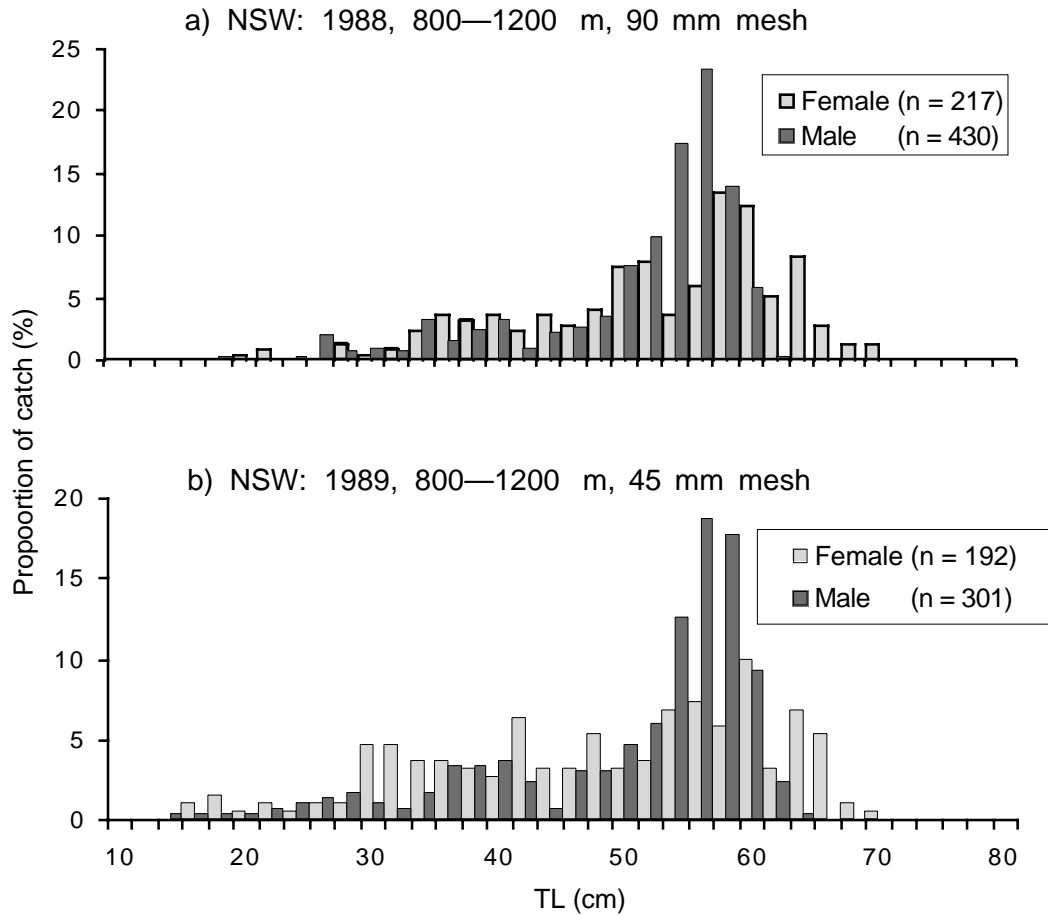 a) NSW: 1988, 800—1200 m, 90 mm mesh
25
20
15
10
5
0
Female (n = 217)
Male (n = 430)
Propoortion of catch (%)
b) NSW: 1989, 800—1200 m, 45 mm mesh
20
15
10
5
0
Female (n = 192)
Male (n = 301)
10 20 30 40 50 60 70 80
TL (cm)